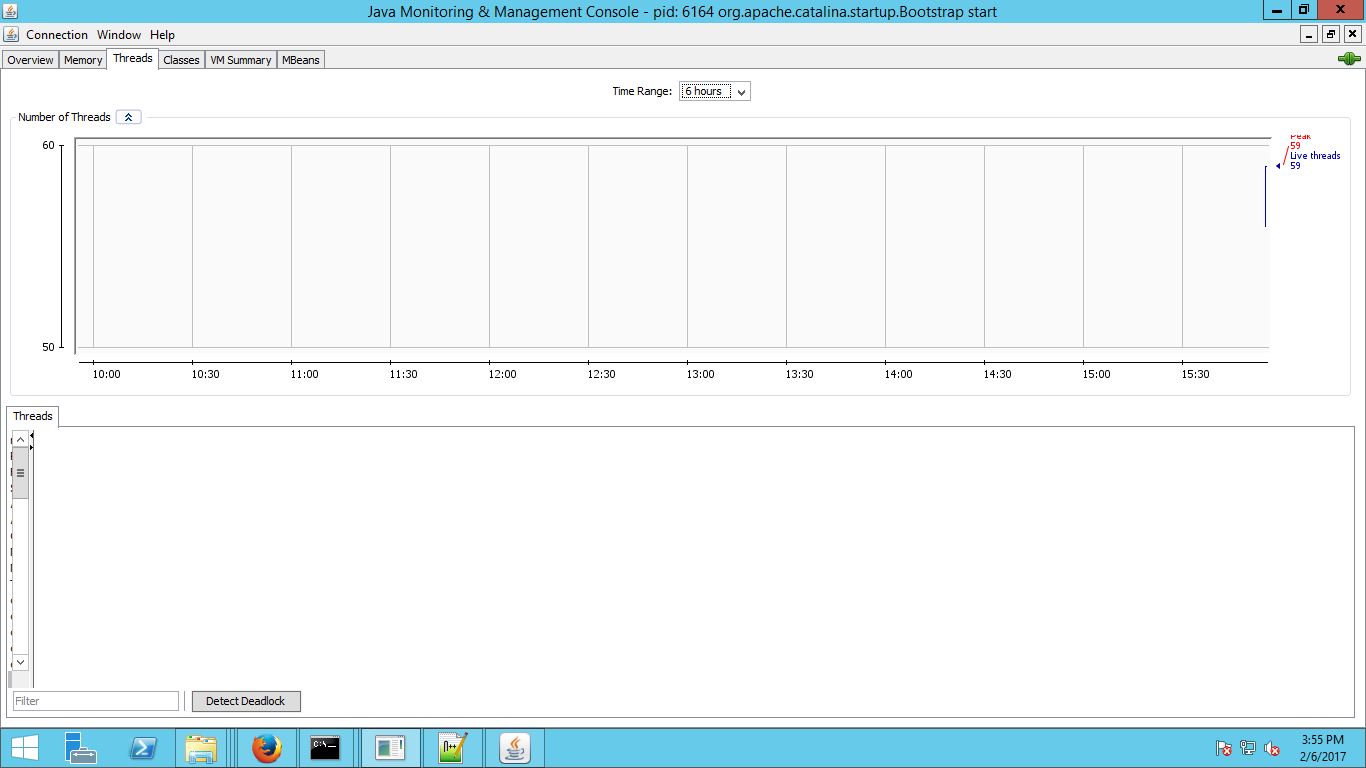 Java Monitoring & Management Console - pid: 6164 org.apache.catalina.startup.Bootstrap start
Connection Window Help
Overview Memory Threads Classes VM Summary MBeans
Time Range: 6 hours
Number of Threads
60
50
Peak
59
Live threads
59
10:00 10:30 11:00 11:30 12:00 12:30 13:00 13:30 14:00 14:30 15:00 15:30
Threads
Filter
Detect Deadlock
3:55 PM
2/6/2017